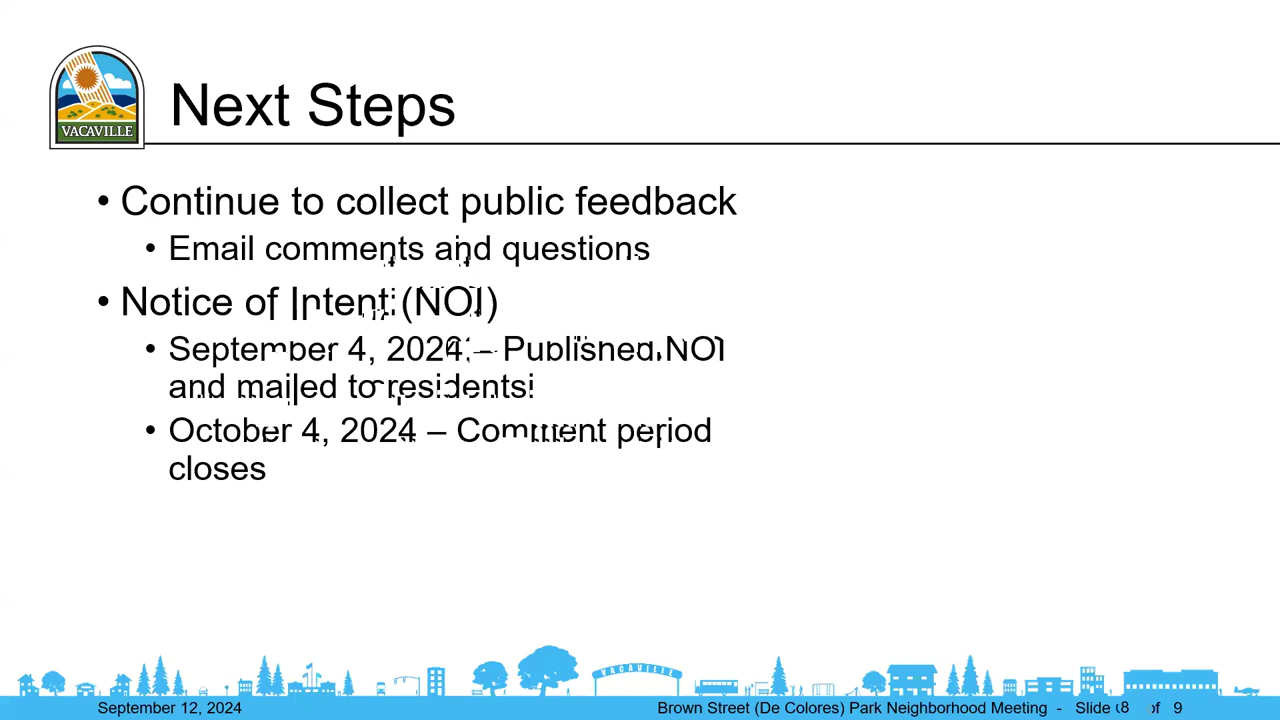 VACAVILLE
Next Steps
• Continue to collect public feedback
• Email comments and questions
• Notice of Intent (NOI)
• September 4, 2024 – Published NOI
and mailed to residents
• October 4, 2024 – Comment period
closes
VACAVILLE
September 12, 2024
Brown Street (De Colores) Park Neighborhood Meeting - Slide 8 of 9